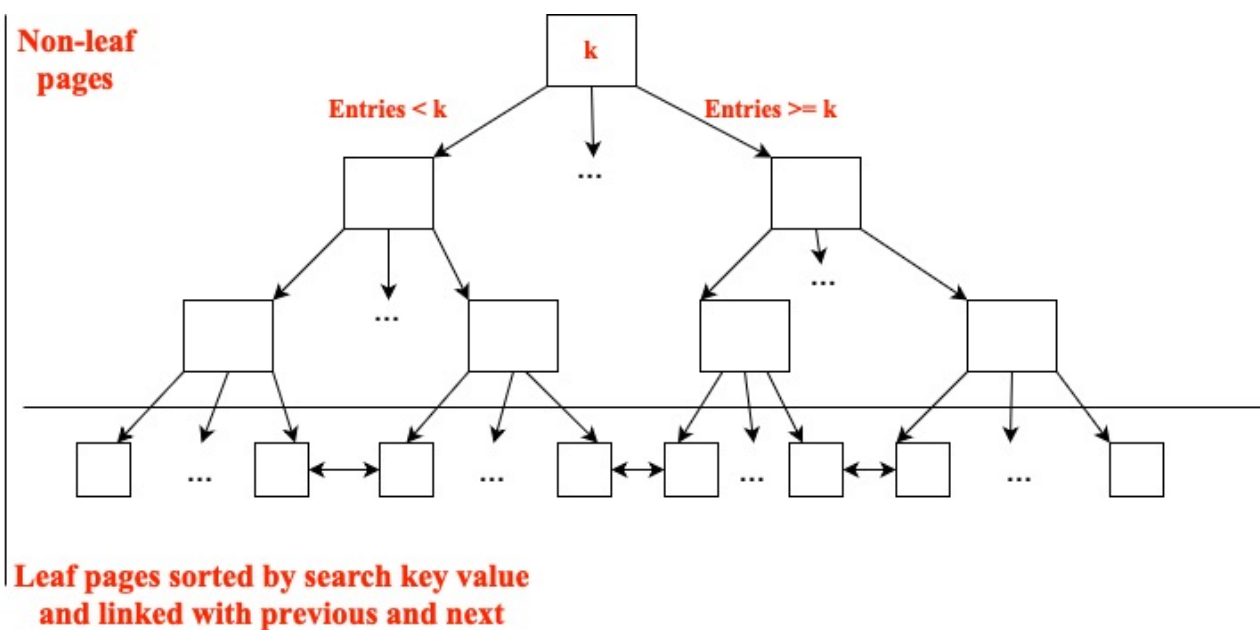 Non-leaf
pages
k
Entries < k
Entries >= k
...
...
...
...
...
...
...
Leaf pages sorted by search key value
and linked with previous and next